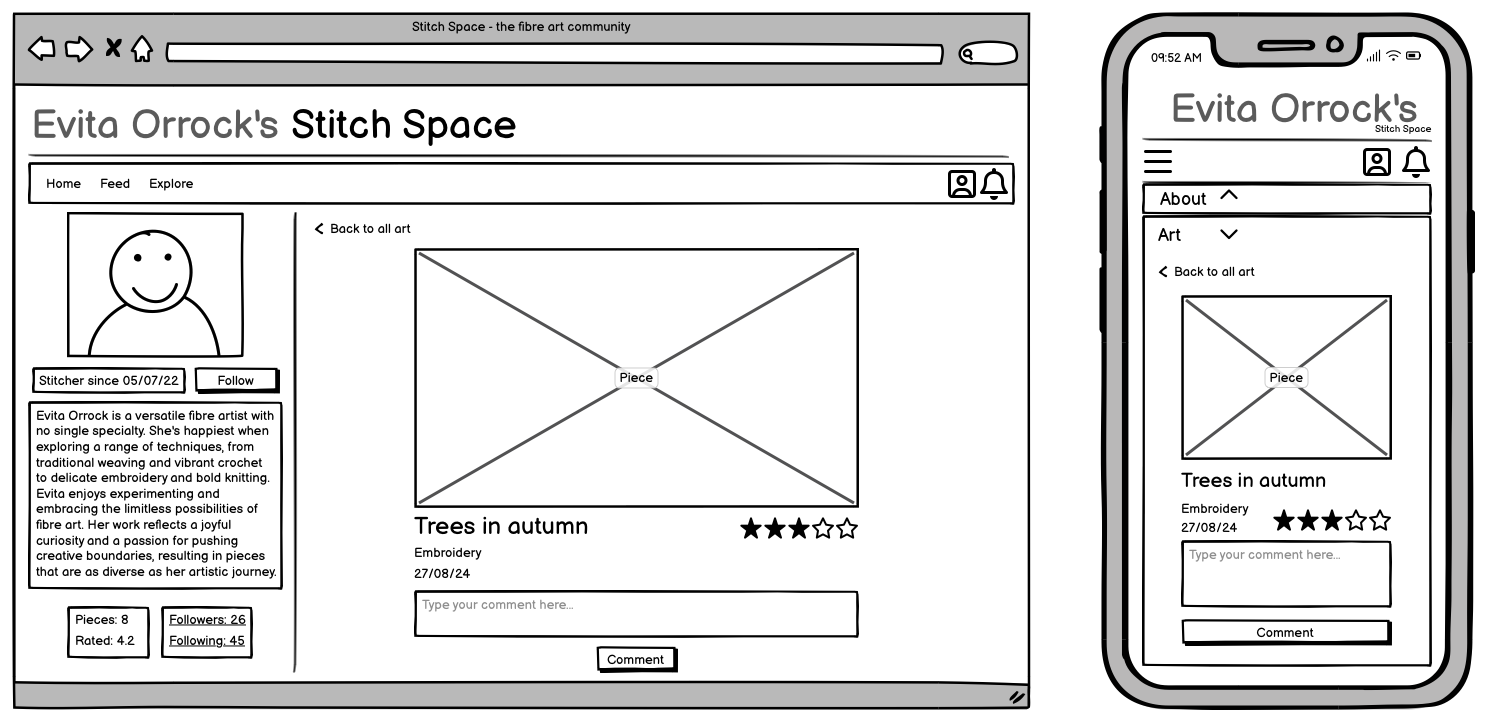 Stitch Space - the fibre art community
Evita Orrock's Stitch Space
Home Feed Explore
Stitcher since 05/07/22
Follow
Evita Orrock is a versatile fibre artist with
no single specialty. She's happiest when
exploring a range of techniques, from
traditional weaving and vibrant crochet
to delicate embroidery and bold knitting.
Evita enjoys experimenting and
embracing the limitless possibilities of
fibre art. Her work reflects a joyful
curiosity and a passion for pushing
creative boundaries, resulting in pieces
that are as diverse as her artistic journey.
Pieces: 8
Rated: 4.2
Followers: 26
Following: 45
Back to all art
Piece
Trees in autumn
Embroidery
27/08/24
Type your comment here...
Comment
09:52 AM
Evita Orrock's
Stitch Space
About
Art
Back to all art
Piece
Trees in autumn
Embroidery
27/08/24
Type your comment here...
Comment